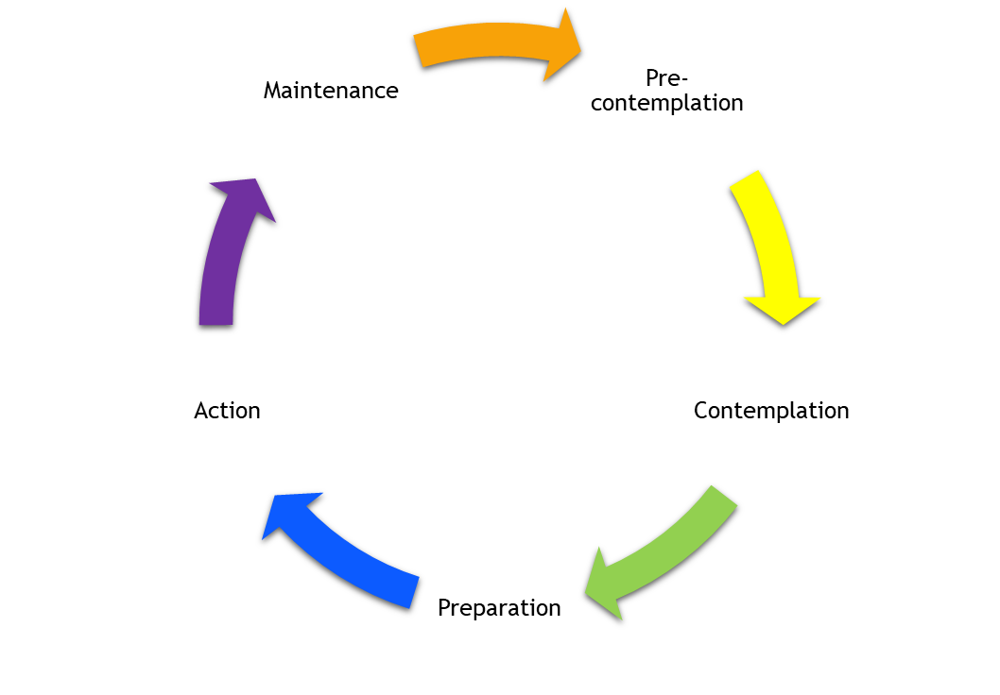 Maintenance
Pre-
contemplation
Action
Contemplation
Preparation